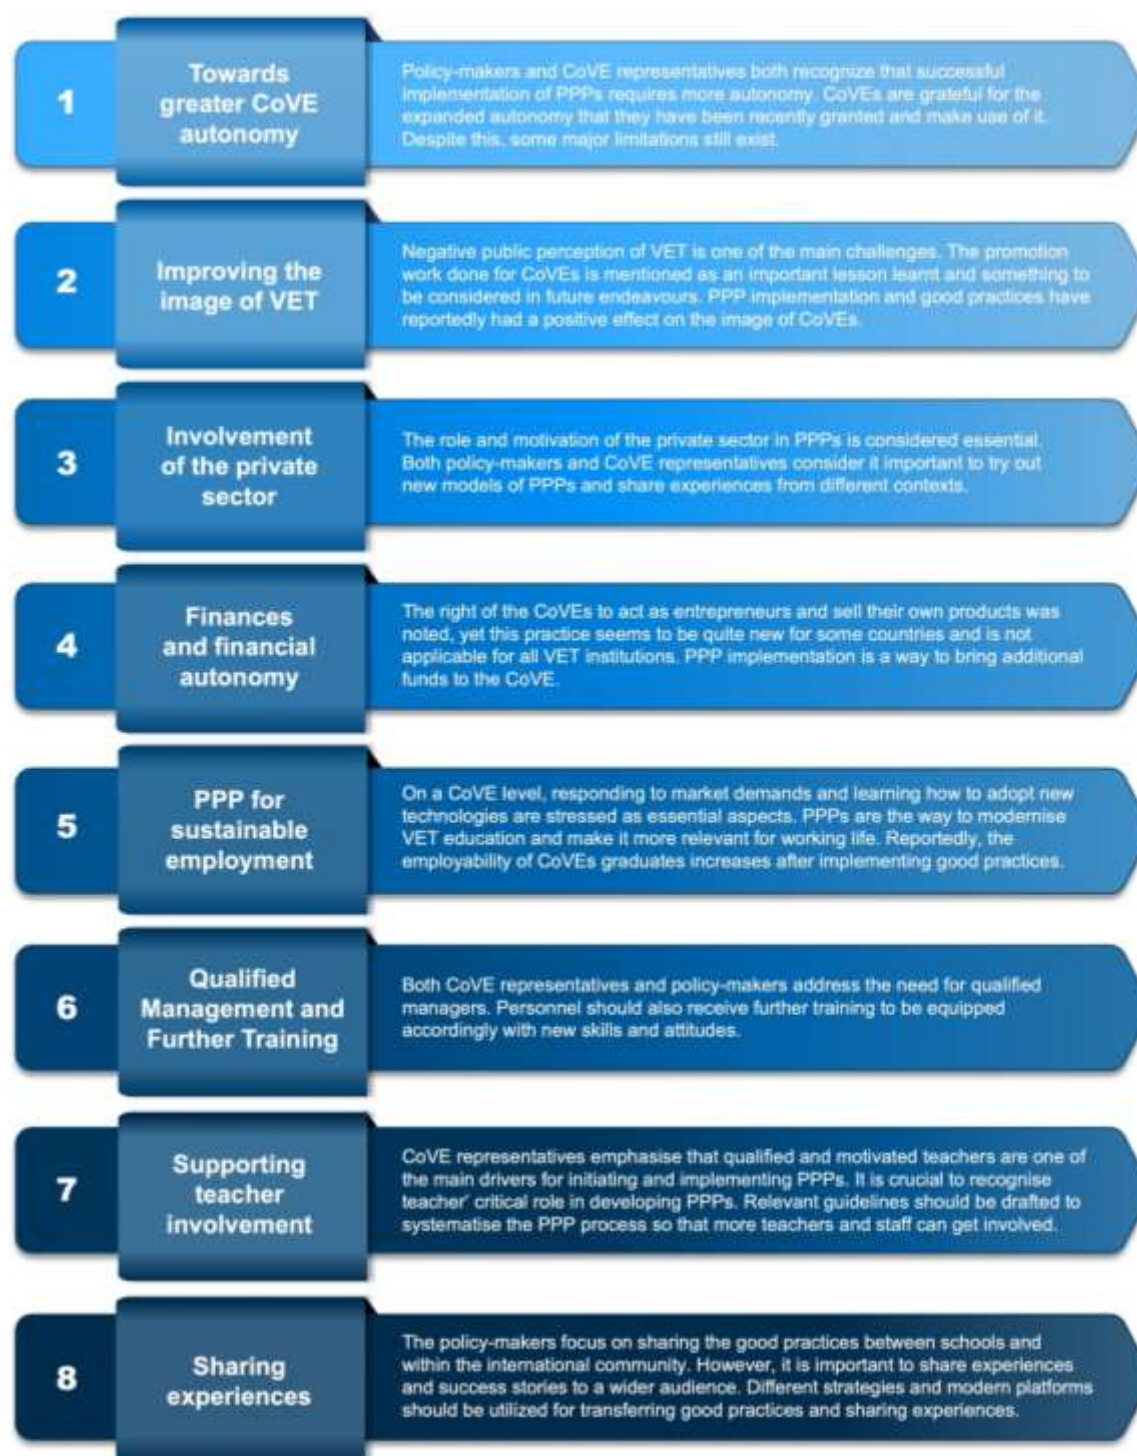 1
Towards
greater CoVE
autonomy
Policy-makers and CoVE representatives both recognize that successful
implementation of PPPs requires more autonomy. CoVEs are grateful for the
expanded autonomy that they have been recently granted and make use of it.
Despite this, some major limitations still exist.
2
Improving the
image of VET
Negative public perception of VET is one of the main challenges. The promotion
work done for CoVEs is mentioned as an important lesson learnt and something to
be considered in future endeavours. PPP implementation and good practices have
reportedly had a positive effect on the image of CoVEs.
3
Involvement
of the private
sector
The role and motivation of the private sector in PPPs is considered essential.
Both policy-makers and CoVE representatives consider it important to try out
new models of PPPs and share experiences from different contexts.
4
Finances
and financial
autonomy
The right of the CoVEs to act as entrepreneurs and sell their own products was
noted, yet this practice seems to be quite new for some countries and is not
applicable for all VET institutions. PPP implementation is a way to bring additional
funds to the CoVE.
5
PPP for
sustainable
employment
On a CoVE level, responding to market demands and learning how to adopt new
technologies are stressed as essential aspects. PPPs are the way to modernise
VET education and make it more relevant for working life. Reportedly, the
employability of CoVEs graduates increases after implementing good practices.
6
Qualified
Management and
Further Training
Both CoVE representatives and policy-makers address the need for qualified
managers. Personnel should also receive further training to be equipped
accordingly with new skills and attitudes.
7
Supporting
teacher
involvement
CoVE representatives emphasise that qualified and motivated teachers are one of
the main drivers for initiating and implementing PPPs. It is crucial to recognise
teacher' critical role in developing PPPs. Relevant guidelines should be drafted to
systematise the PPP process so that more teachers and staff can get involved.
8
Sharing
experiences
The policy-makers focus on sharing the good practices between schools and
within the international community. However, it is important to share experiences
and success stories to a wider audience. Different strategies and modern platforms
should be utilized for transferring good practices and sharing experiences.